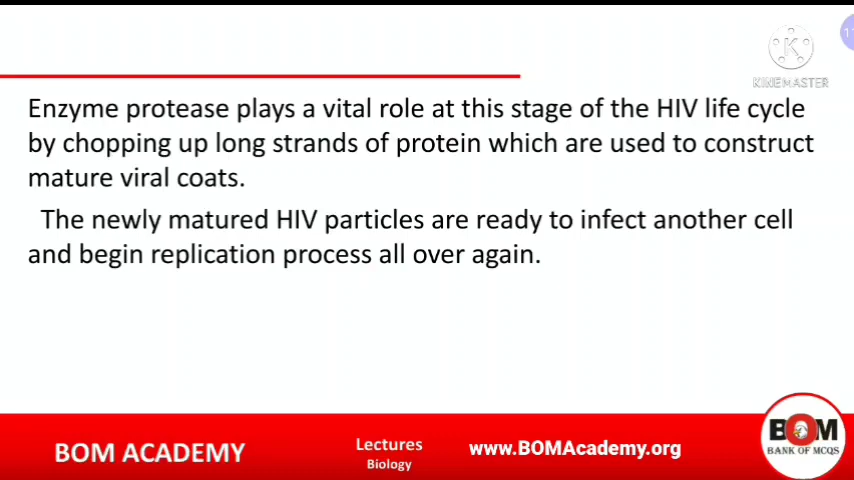 11
KINEMASTER
Enzyme protease plays a vital role at this stage of the HIV life cycle
by chopping up long strands of protein which are used to construct
mature viral coats.
The newly matured HIV particles are ready to infect another cell
and begin replication process all over again.
BOM ACADEMY
Lectures
Biology
www.BOMAcademy.org
BOM
BANK OF MCQS